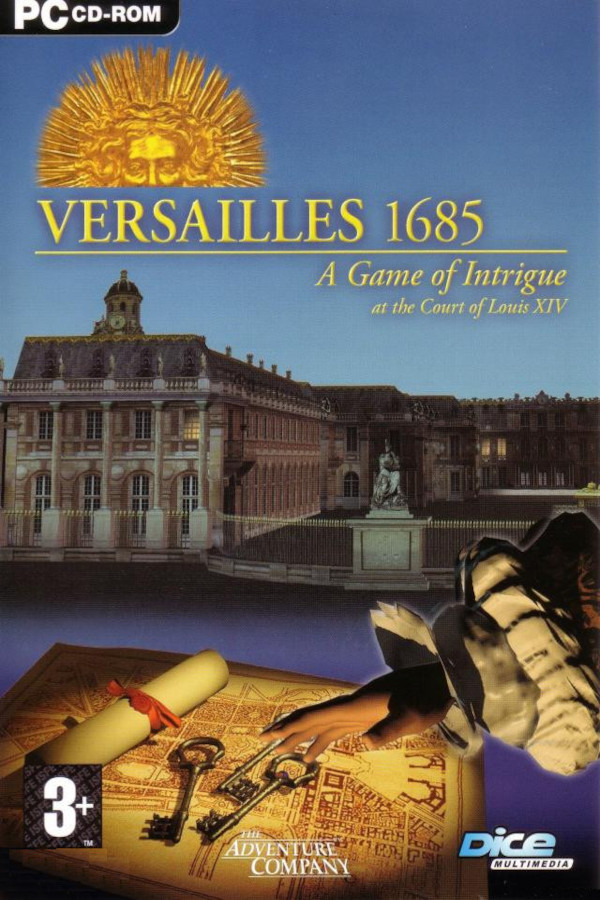 PC CD-ROM
VERSAILLES 1685
A Game of Intrigue
at the Court of Louis XIV
3+
TM
THE
ADVENTURE
COMPANY
Dice
MULTIMEDIA